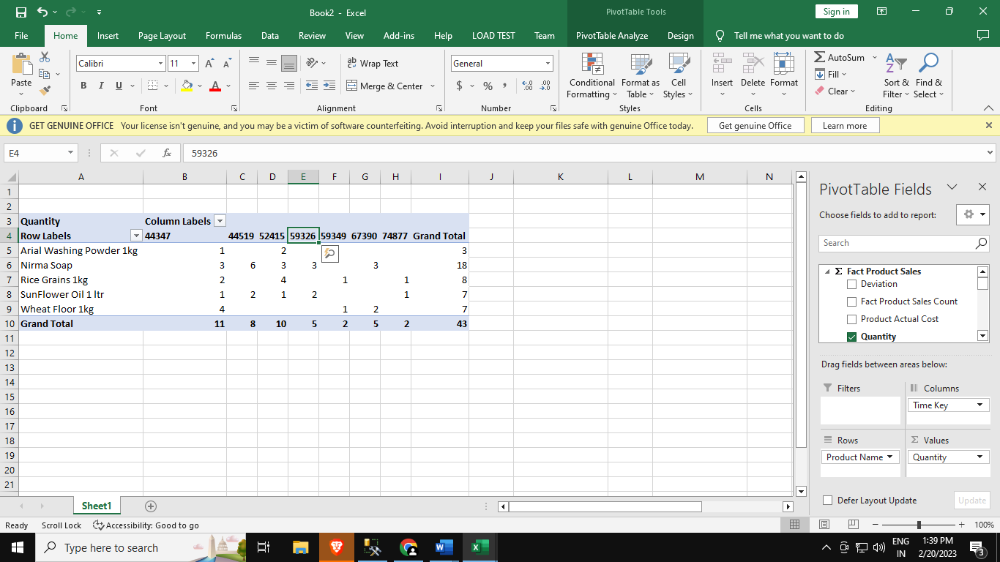 Book2 - Excel
PivotTable Tools
Sign in
File Home Insert Page Layout Formulas Data Review View Add-ins Help LOAD TEST Team PivotTable Analyze Design Tell me what you want to do
Paste
Calibri 11
B I U
A A
A
ab Wrap Text
Merge & Center
General
$ % ,
Conditional Formatting
Format as Table
Cell Styles
Insert
Delete
Format
AutoSum
Fill
Clear
Sort & Filter
Find & Select
Clipboard Font Alignment Number Styles Cells Editing
GET GENUINE OFFICE Your license isn't genuine, and you may be a victim of software counterfeiting. Avoid interruption and keep your files safe with genuine Office today. Get genuine Office Learn more
E4 fx 59326
A B C D E F G H I J K L M N
1
2
3 Quantity Column Labels
4 Row Labels 44347 44519 52415 59326 59349 67390 74877 Grand Total
5 Arial Washing Powder 1kg 1 2 3
6 Nirma Soap 3 6 3 3 3 18
7 Rice Grains 1kg 2 4 1 1 8
8 SunFlower Oil 1 ltr 1 2 1 2 1 7
9 Wheat Floor 1kg 4 1 2 7
10 Grand Total 11 8 10 5 2 5 2 43
11
12
13
14
15
16
17
18
19
20
21
PivotTable Fields
Choose fields to add to report:
Search
Σ Fact Product Sales
Deviation
Fact Product Sales Count
Product Actual Cost
Quantity
Drag fields between areas below:
Filters Columns
Time Key
Rows Σ Values
Product Name Quantity
Defer Layout Update Update
Sheet1
Ready Scroll Lock Accessibility: Good to go 100%
Type here to search
ENG
IN
1:39 PM
2/20/2023
3